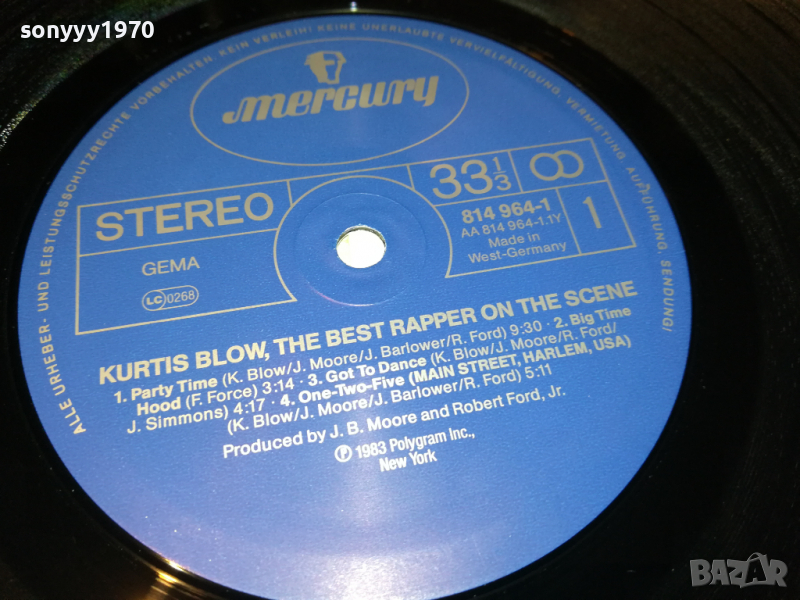 sonyyy1970
ALLE URHEBER- UND LEISTUNGSSCHUTZRECHTE VORBEHALTEN. KEIN VERLEIH! KEINE UNERLAUBTE VERVIELFÄLTIGUNG, VERMIETUNG, AUFFÜHRUNG, SENDUNG!
mercury
STEREO
33 1/3
GEMA
LC 0268
814 964-1
AA 814 964-1.1Y
Made in
West-Germany
1
KURTIS BLOW, THE BEST RAPPER ON THE SCENE
1. Party Time (K. Blow/J. Moore/J. Barlower/R. Ford) 9:30 · 2. Big Time
Hood (F. Force) 3:14 · 3. Got To Dance (K. Blow/J. Moore/R. Ford/
J. Simmons) 4:17 · 4. One-Two-Five (MAIN STREET, HARLEM, USA)
(K. Blow/J. Moore/J. Barlower/R. Ford) 5:11
Produced by J. B. Moore and Robert Ford, Jr.
℗ 1983 Polygram Inc.,
New York
BAZAR